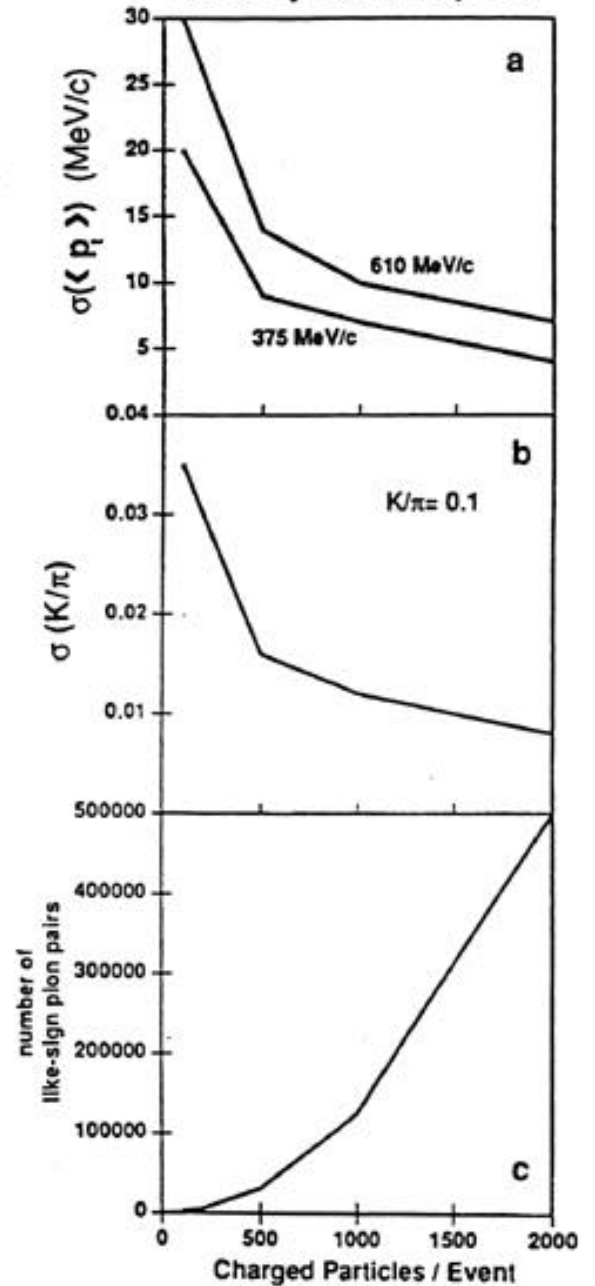 30
a
25
20
15
10
5
σ(⟨ pt ⟩) (MeV/c)
610 MeV/c
375 MeV/c
0.04
b
K/π= 0.1
0.03
0.02
0.01
σ (K/π)
500000
400000
300000
200000
100000
0
number of
like-sign pion pairs
c
0 500 1000 1500 2000
Charged Particles / Event